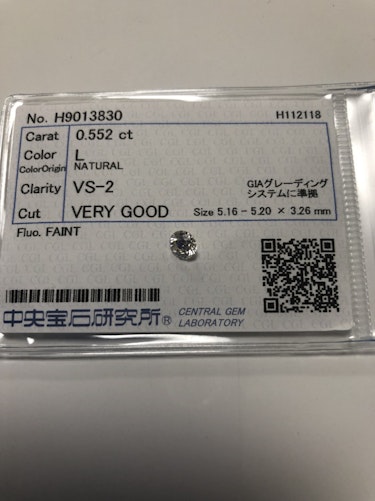 No. H9013830 H112118
Carat 0.552 ct
Color L
ColorOrigin NATURAL
Clarity VS-2 GIAグレーディング
システムに準拠
Cut VERY GOOD Size 5.16 - 5.20 × 3.26 mm
Fluo. FAINT
中央宝石研究所® CENTRAL GEM
LABORATORY